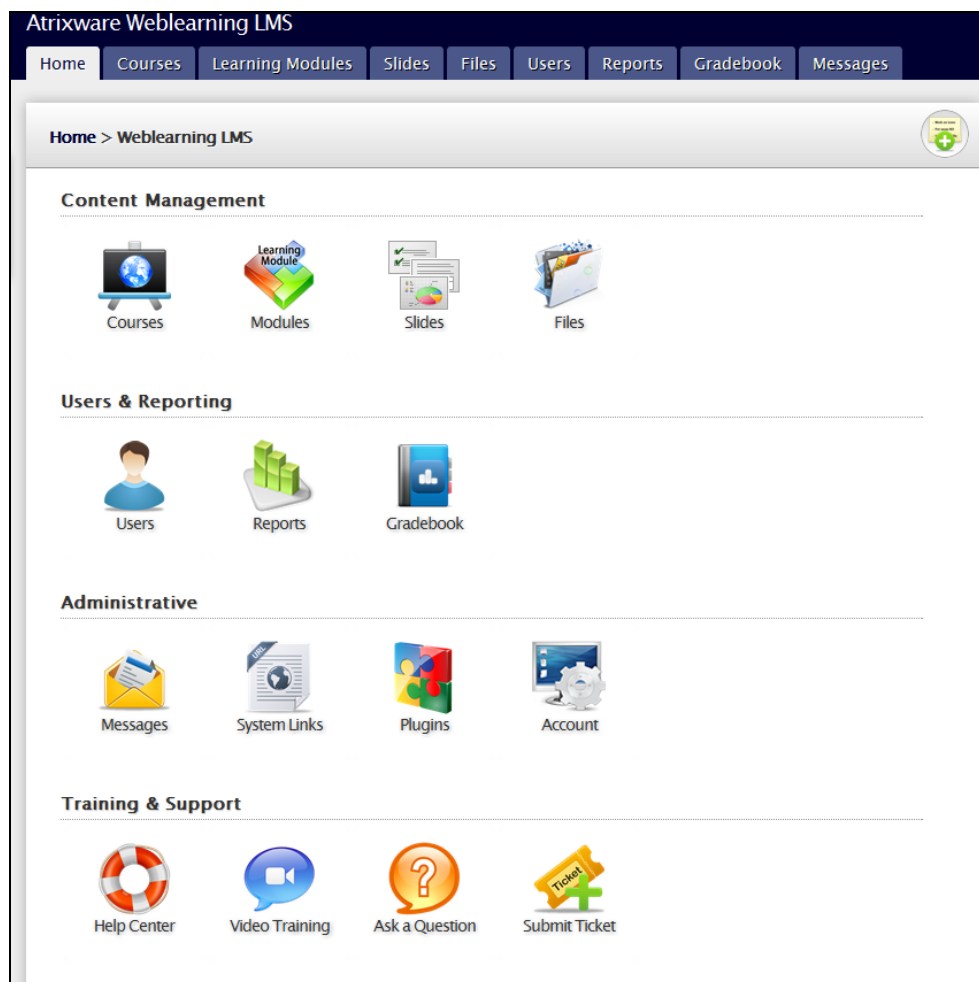 Atrixware Weblearning LMS
Home Courses Learning Modules Slides Files Users Reports Gradebook Messages
Home > Weblearning LMS
Content Management
Learning
Module
Courses Modules Slides Files
Users & Reporting
Users Reports Gradebook
Administrative
URL
Messages System Links Plugins Account
Training & Support
?
Ticket
Help Center Video Training Ask a Question Submit Ticket